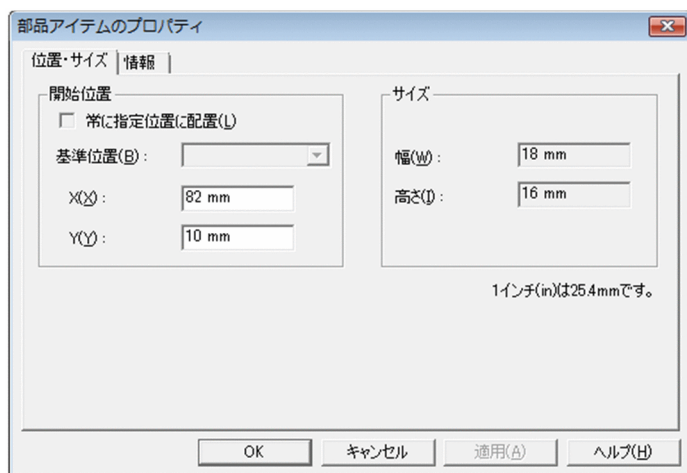 部品アイテムのプロパティ
位置・サイズ 情報
開始位置
常に指定位置に配置(L)
基準位置(B):
X(X): 82 mm
Y(Y): 10 mm
サイズ
幅(W): 18 mm
高さ(I): 16 mm
1インチ(in)は25.4mmです。
OK キャンセル 適用(A) ヘルプ(H)